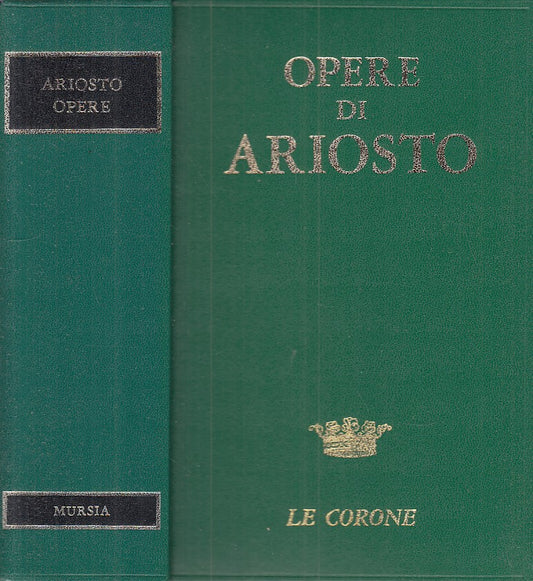 ARIOSTO
OPERE
MURSIA
OPERE
DI
ARIOSTO
LE CORONE